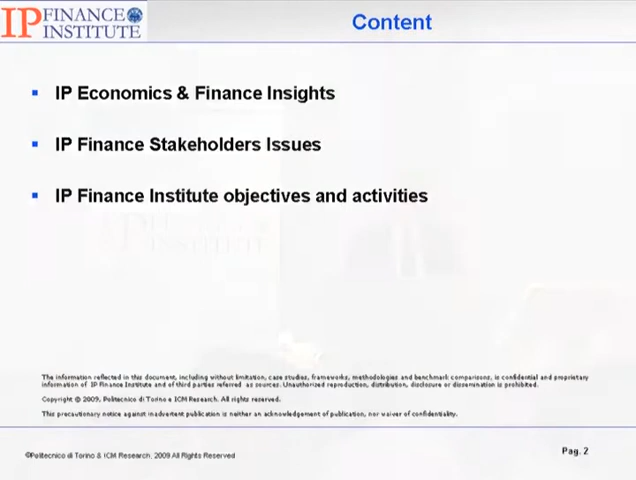 IP FINANCE
INSTITUTE
Content
IP Economics & Finance Insights
IP Finance Stakeholders Issues
IP Finance Institute objectives and activities
The information reflected in this document, including without limitation, case studies, frameworks, methodologies and benchmark comparisons, is confidential and proprietary
information of IP Finance Institute and of third parties referred as sources. Unauthorized reproduction, distribution, disclosure or dissemination is prohibited.
Copyright © 2009, Politecnico di Torino e ICM Research. All rights reserved.
This precautionary notice against inadvertent publication is neither an acknowledgement of publication, nor waiver of confidentiality.
©Politecnico di Torino & ICM Research, 2009 All Rights Reserved
Pag. 2